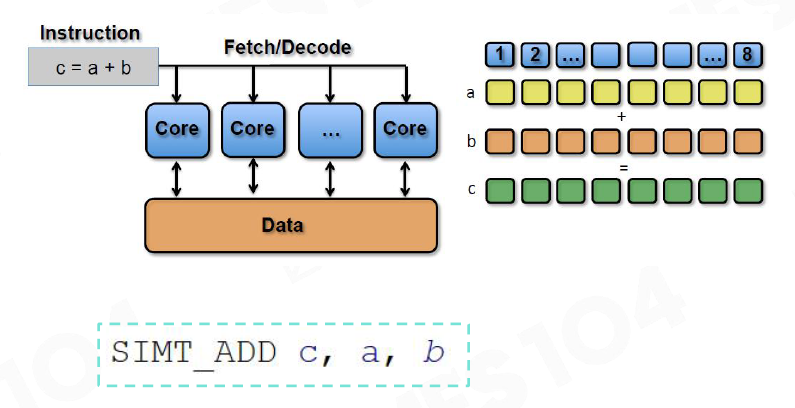 Instruction
c = a + b
Fetch/Decode
Core Core ... Core
Data
1 2 ... ... 8
a
+
b
=
c
SIMT_ADD c, a, b